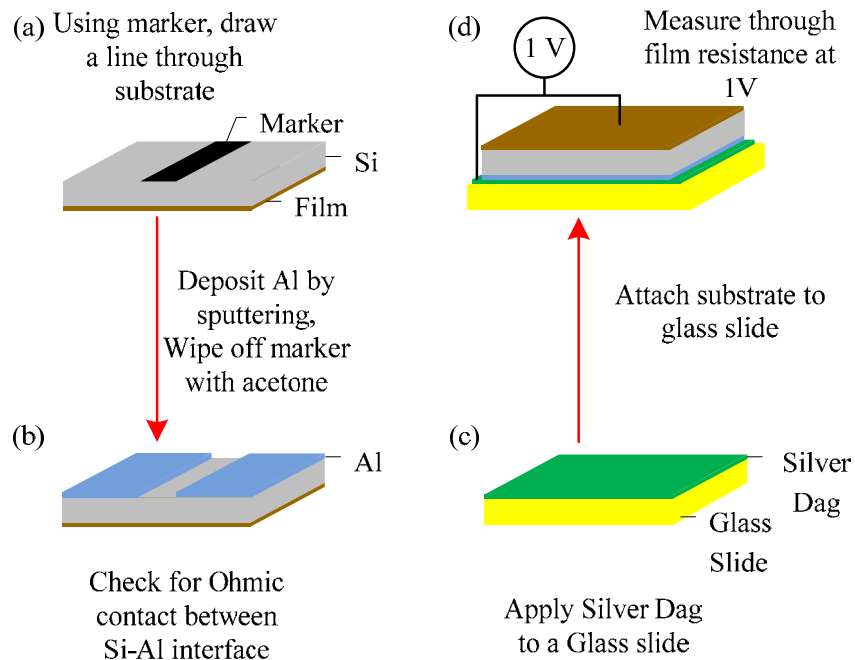 (a) Using marker, draw
a line through
substrate
Marker
Si
Film
Deposit Al by
sputtering,
Wipe off marker
with acetone
(b)
Al
Check for Ohmic
contact between
Si-Al interface
(c)
Silver
Dag
Glass
Slide
Apply Silver Dag
to a Glass slide
Attach substrate to
glass slide
(d)
1 V
Measure through
film resistance at
1V